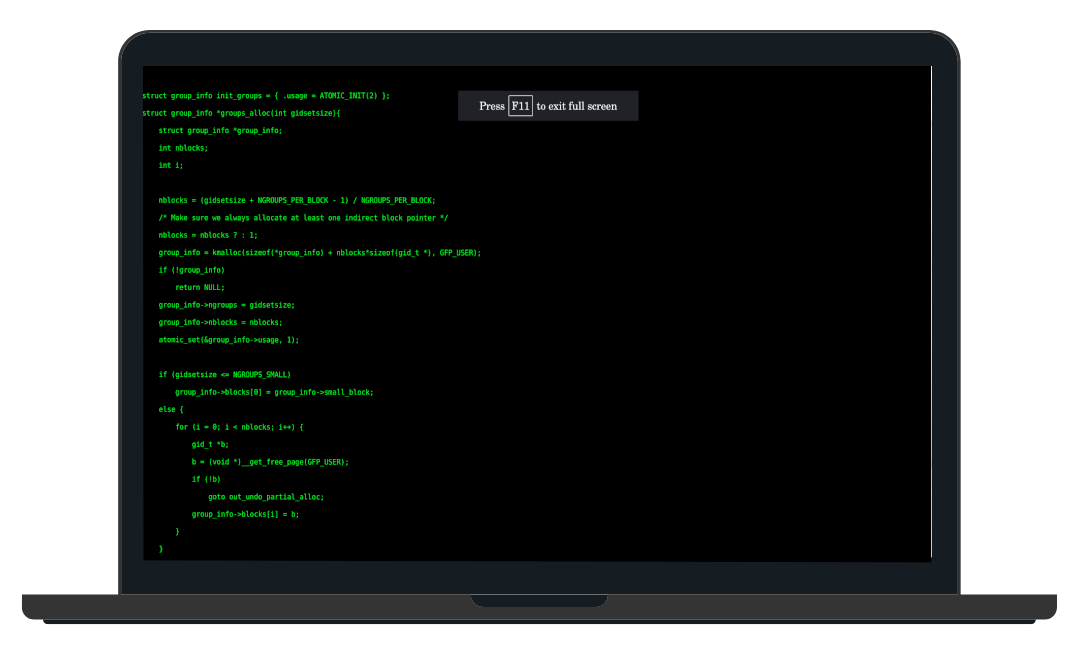 struct group_info init_groups = { .usage = ATOMIC_INIT(2) };
Press F11 to exit full screen
struct group_info *groups_alloc(int gidsetsize){
    struct group_info *group_info;
    int nblocks;
    int i;

    nblocks = (gidsetsize + NGROUPS_PER_BLOCK - 1) / NGROUPS_PER_BLOCK;
    /* Make sure we always allocate at least one indirect block pointer */
    nblocks = nblocks ? : 1;
    group_info = kmalloc(sizeof(*group_info) + nblocks*sizeof(gid_t *), GFP_USER);
    if (!group_info)
        return NULL;
    group_info->ngroups = gidsetsize;
    group_info->nblocks = nblocks;
    atomic_set(&group_info->usage, 1);

    if (gidsetsize <= NGROUPS_SMALL)
        group_info->blocks[0] = group_info->small_block;
    else {
        for (i = 0; i < nblocks; i++) {
            gid_t *b;
            b = (void *)__get_free_page(GFP_USER);
            if (!b)
                goto out_undo_partial_alloc;
            group_info->blocks[i] = b;
        }
    }